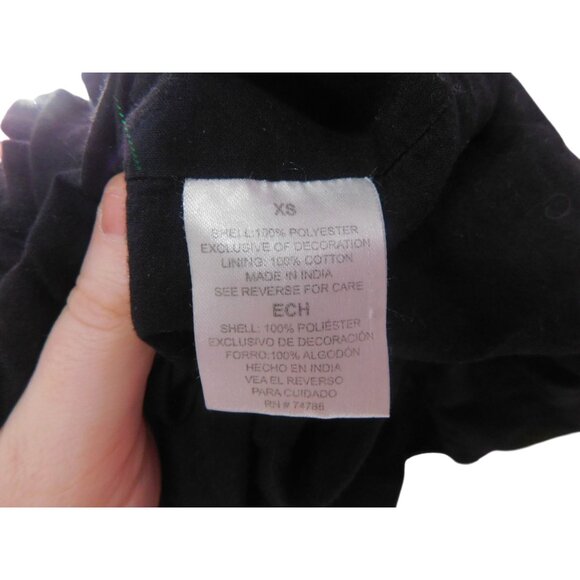 XS
SHELL:100% POLYESTER
EXCLUSIVE OF DECORATION
LINING: 100% COTTON
MADE IN INDIA
SEE REVERSE FOR CARE
ECH
SHELL: 100% POLIÉSTER
EXCLUSIVO DE DECORACIÓN
FORRO:100% ALGODÓN
HECHO EN INDIA
VEA EL REVERSO
PARA CUIDADO
RN # 74785